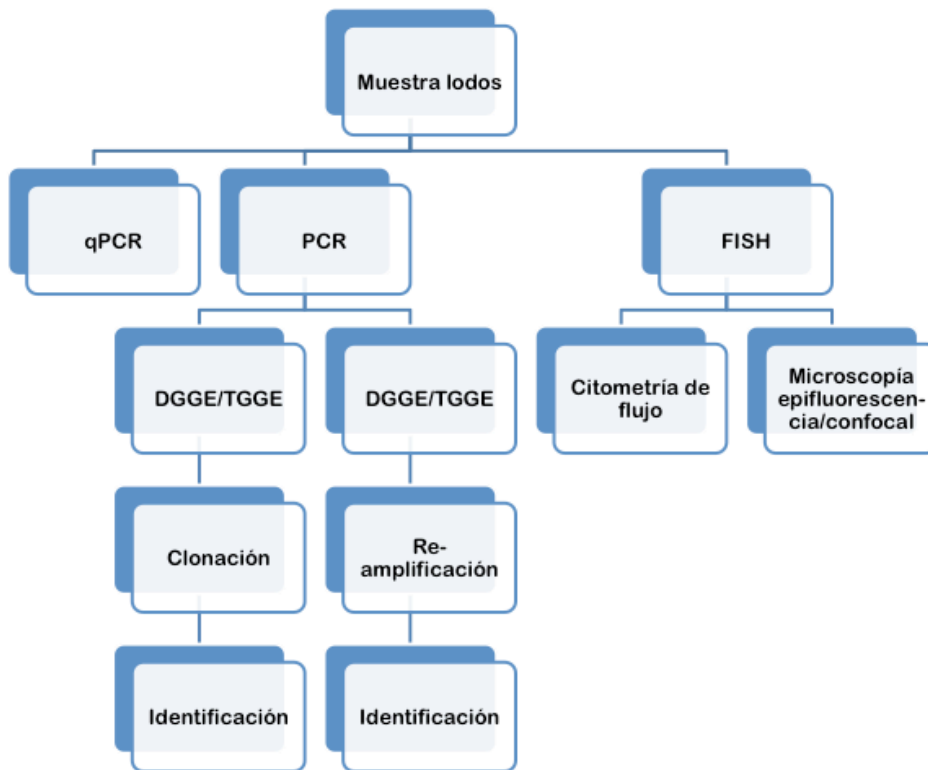 Muestra lodos
qPCR
PCR
FISH
DGGE/TGGE
DGGE/TGGE
Citometría de
flujo
Microscopía
epifluorescen-
cia/confocal
Clonación
Re-
amplificación
Identificación
Identificación